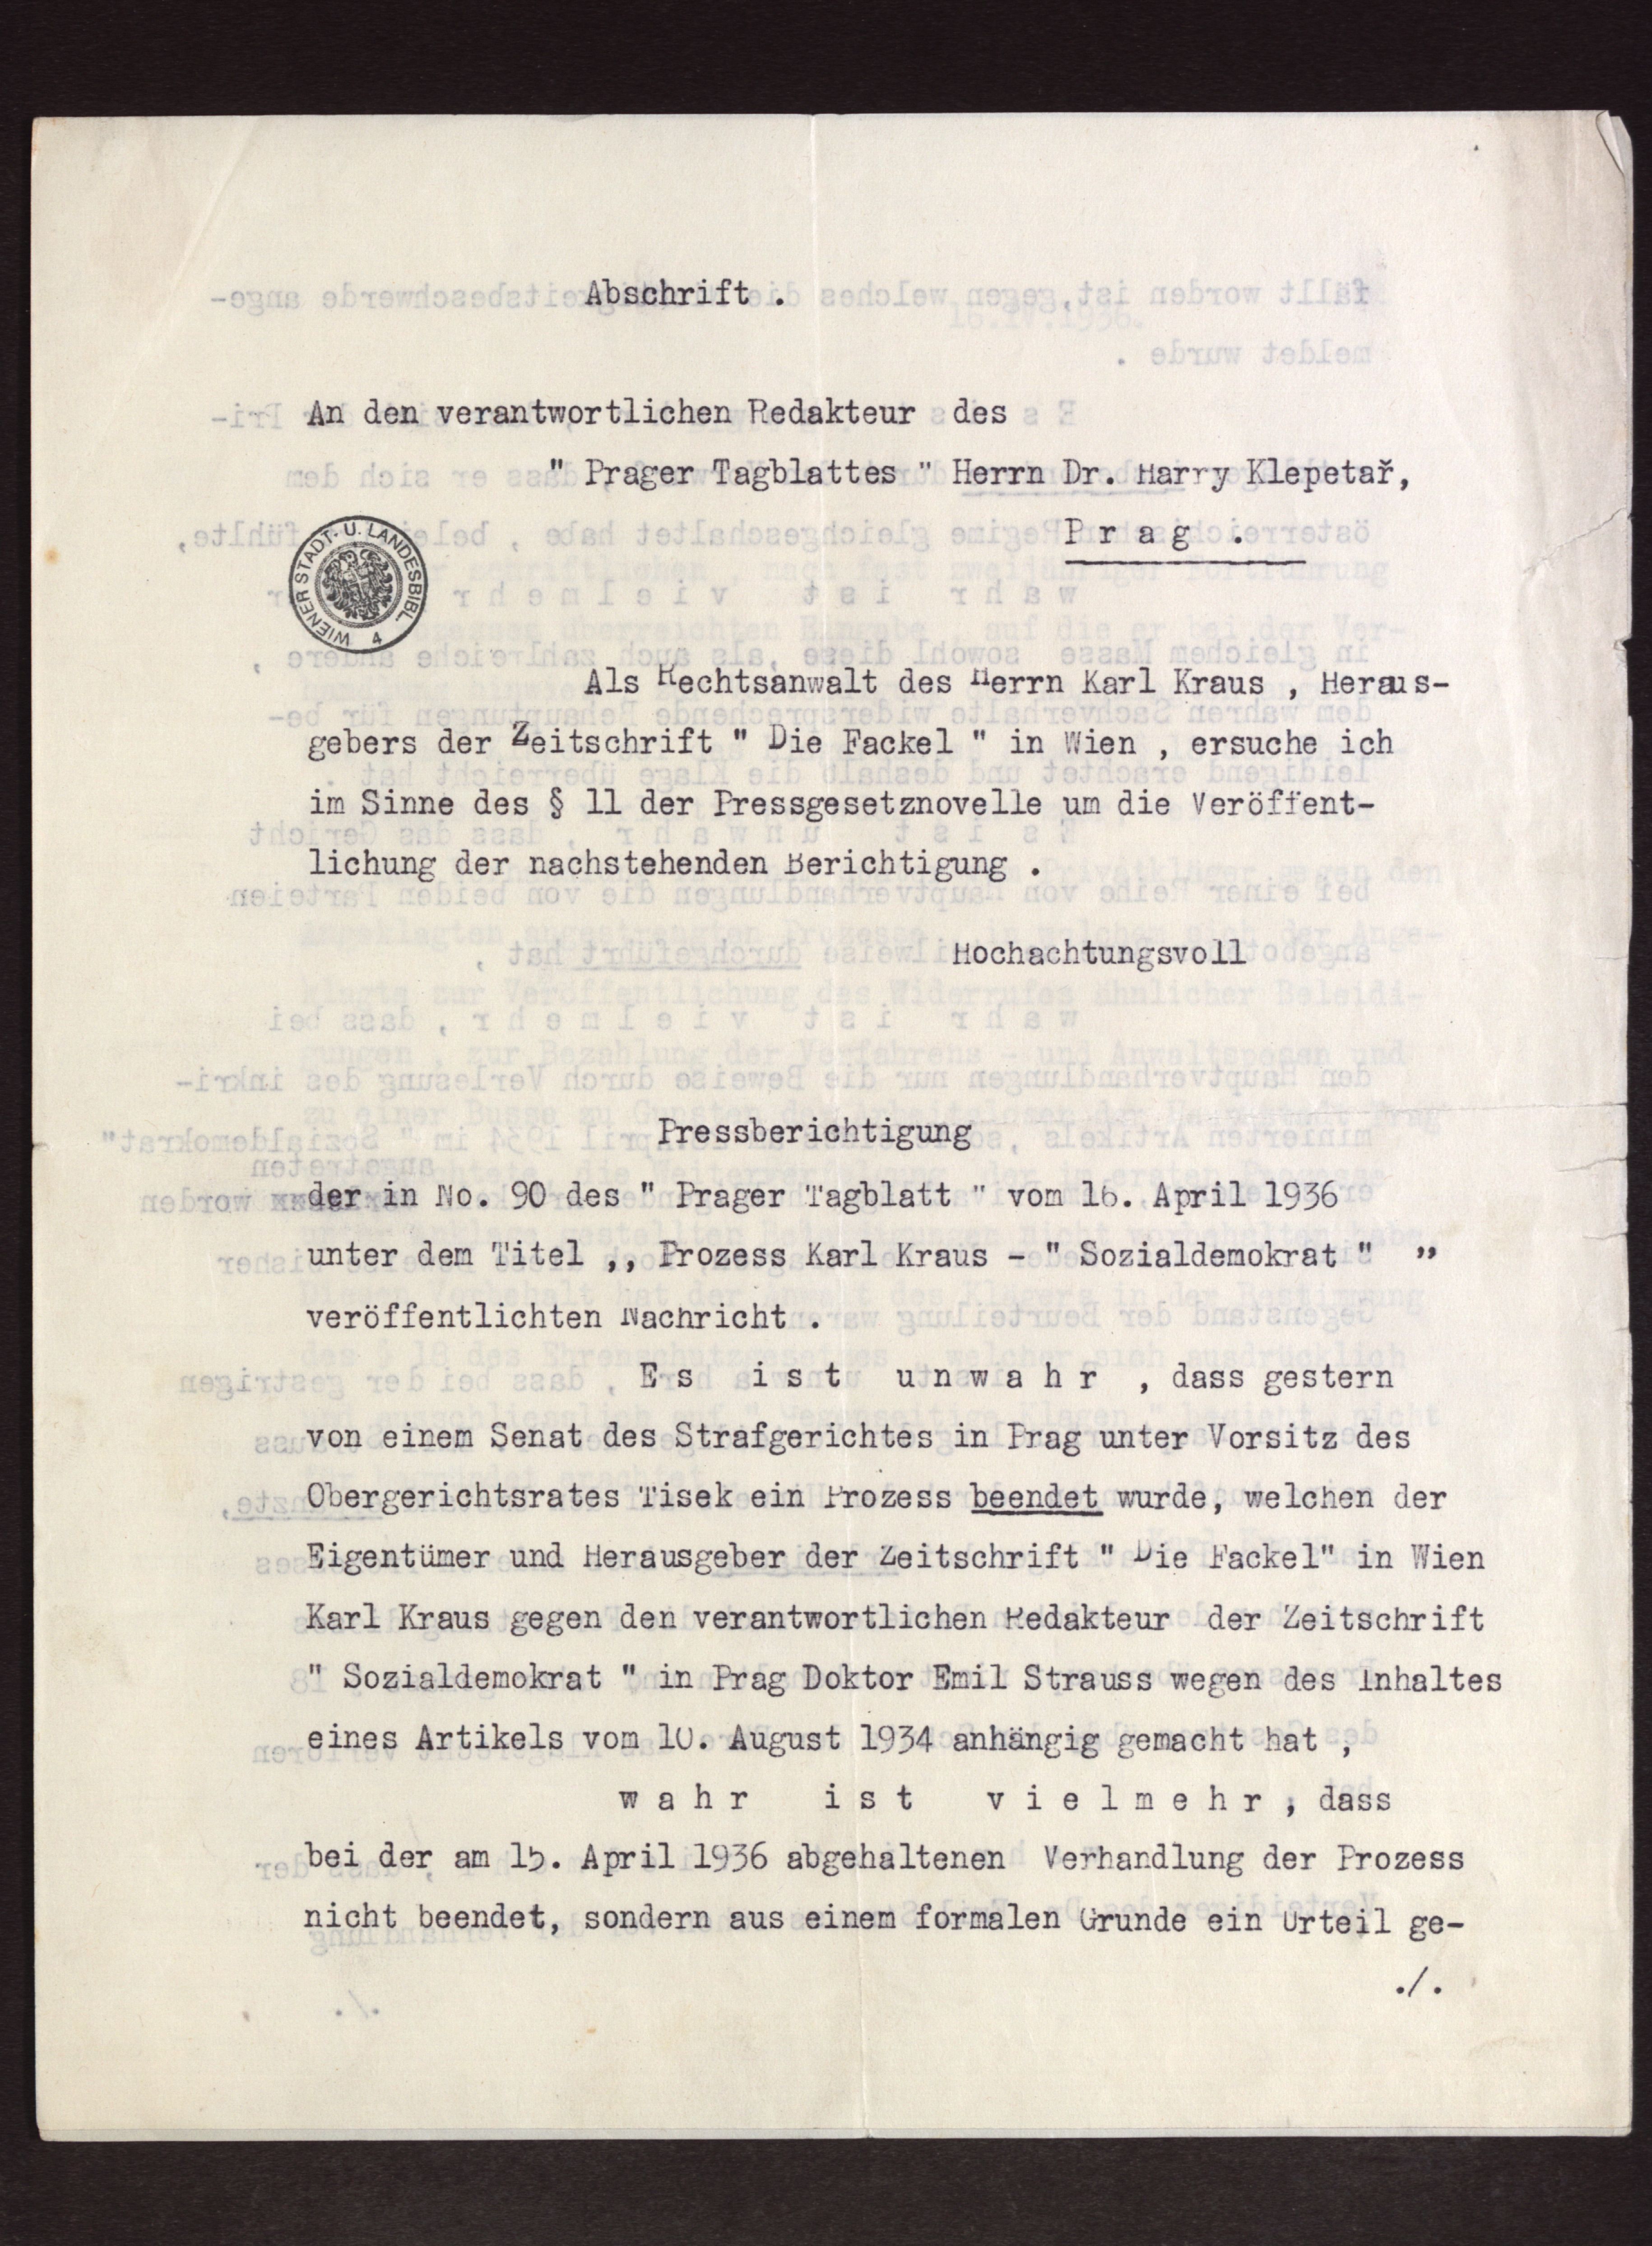 Abschrift .
An den verantwortlichen Redakteur des
" Prager Tagblattes " Herrn Dr. Harry Klepetař,
P r a g .
WIENER STADT- U. LANDESBIBL. 4
Als Rechtsanwalt des Herrn Karl Kraus , Heraus-
gebers der Zeitschrift " Die Fackel " in Wien , ersuche ich
im Sinne des § 11 der Pressgesetznovelle um die Veröffent-
lichung der nachstehenden Berichtigung .
Hochachtungsvoll
Pressberichtigung
der in No. 90 des " Prager Tagblatt " vom 16. April 1936
unter dem Titel ,, Prozess Karl Kraus - " Sozialdemokrat " "
veröffentlichten Nachricht .
E s i s t u n w a h r , dass gestern
von einem Senat des Strafgerichtes in Prag unter Vorsitz des
Obergerichtsrates Tisek ein Prozess beendet wurde, welchen der
Eigentümer und Herausgeber der Zeitschrift " Die Fackel" in Wien
Karl Kraus gegen den verantwortlichen Redakteur der Zeitschrift
" Sozialdemokrat " in Prag Doktor Emil Strauss wegen des Inhaltes
eines Artikels vom 10. August 1934 anhängig gemacht hat ,
w a h r i s t v i e l m e h r , dass
bei der am 15. April 1936 abgehaltenen Verhandlung der Prozess
nicht beendet, sondern aus einem formalen Grunde ein Urteil ge-
./.